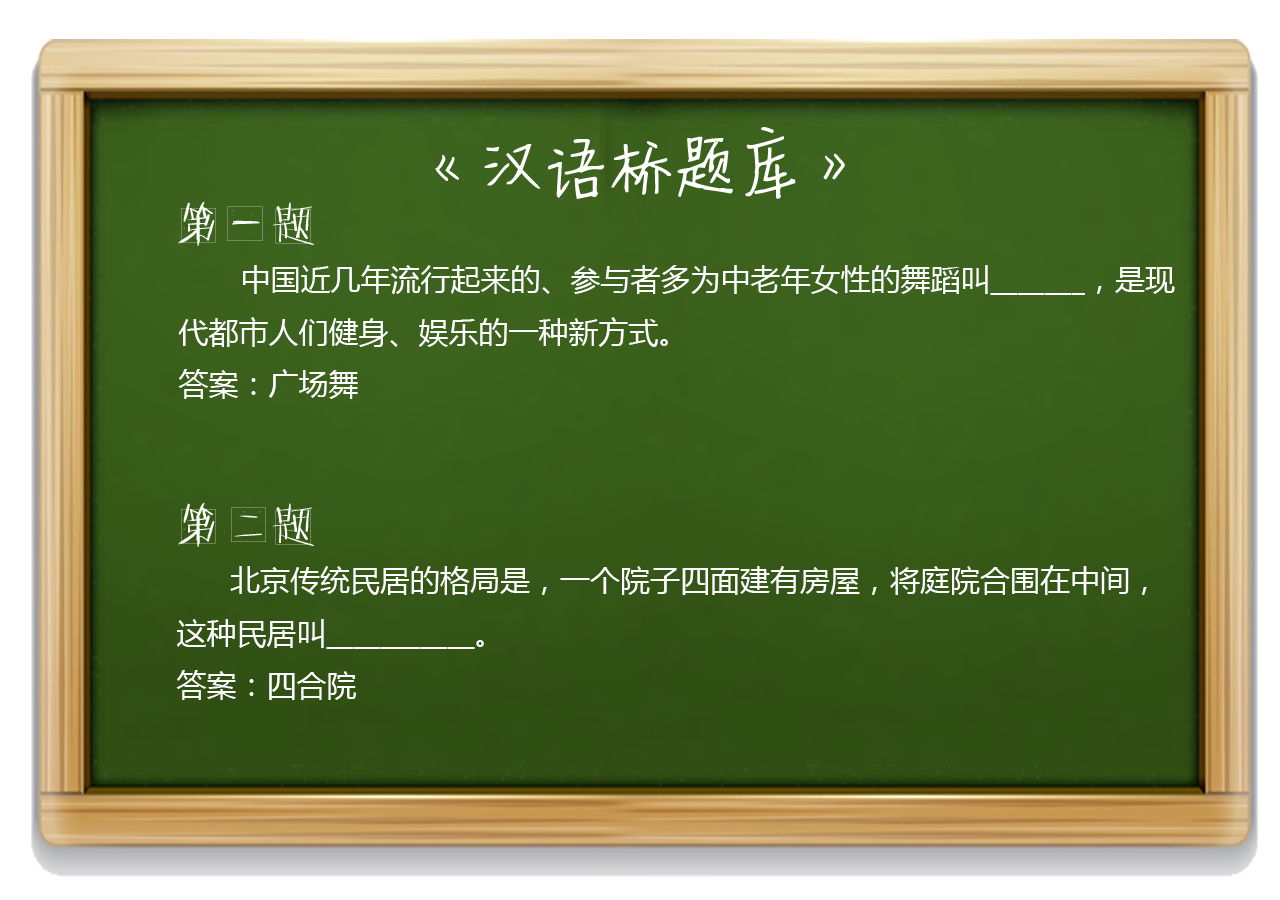 《汉语桥题库》
第一题
中国近几年流行起来的、参与者多为中老年女性的舞蹈叫_______，是现
代都市人们健身、娱乐的一种新方式。
答案：广场舞
第二题
北京传统民居的格局是，一个院子四面建有房屋，将庭院合围在中间，
这种民居叫___________。
答案：四合院